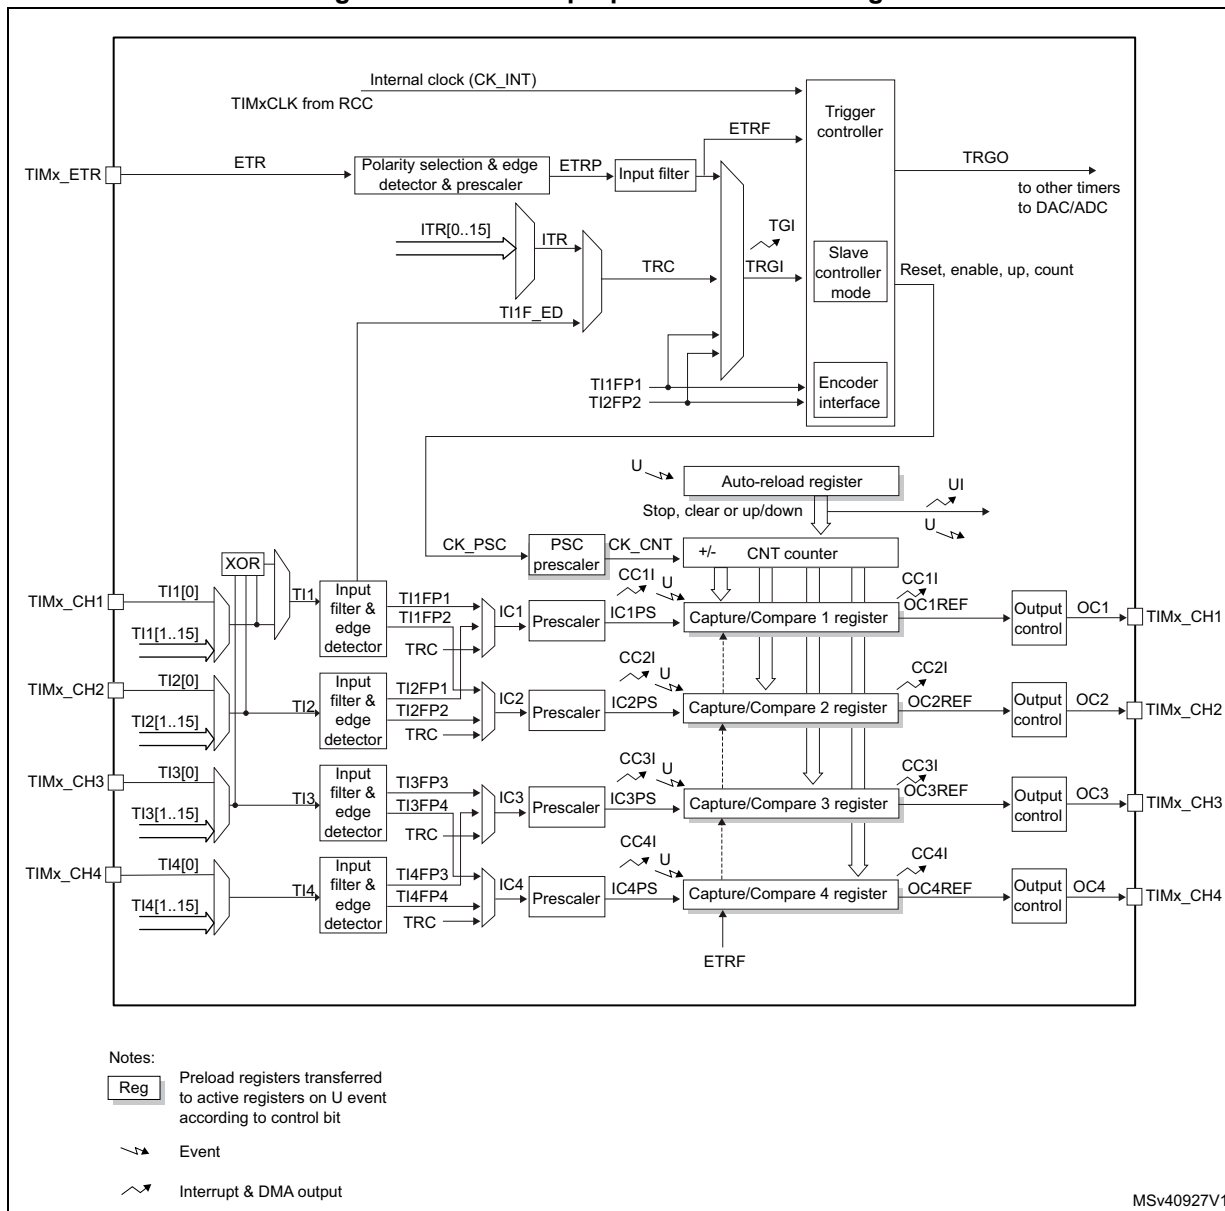 Internal clock (CK_INT)
TIMxCLK from RCC
Trigger
controller
ETRF
TIMx_ETR
ETR
Polarity selection & edge
detector & prescaler
ETRP
Input filter
TRGO
to other timers
to DAC/ADC
ITR[0..15]
ITR
TRC
TGI
TRGI
Slave
controller
mode
Reset, enable, up, count
TI1F_ED
TI1FP1
TI2FP2
Encoder
interface
U
Auto-reload register
UI
Stop, clear or up/down
U
CK_PSC
PSC
prescaler
CK_CNT
+/-
CNT counter
XOR
TIMx_CH1
TI1[0]
TI1[1..15]
TI1
Input
filter &
edge
detector
TI1FP1
TI1FP2
TRC
IC1
Prescaler
IC1PS
CC1I
U
Capture/Compare 1 register
CC1I
OC1REF
Output
control
OC1
TIMx_CH1
TIMx_CH2
TI2[0]
TI2[1..15]
TI2
Input
filter &
edge
detector
TI2FP1
TI2FP2
TRC
IC2
Prescaler
IC2PS
CC2I
U
Capture/Compare 2 register
CC2I
OC2REF
Output
control
OC2
TIMx_CH2
TIMx_CH3
TI3[0]
TI3[1..15]
TI3
Input
filter &
edge
detector
TI3FP3
TI3FP4
TRC
IC3
Prescaler
IC3PS
CC3I
U
Capture/Compare 3 register
CC3I
OC3REF
Output
control
OC3
TIMx_CH3
TIMx_CH4
TI4[0]
TI4[1..15]
TI4
Input
filter &
edge
detector
TI4FP3
TI4FP4
TRC
IC4
Prescaler
IC4PS
CC4I
U
Capture/Compare 4 register
CC4I
OC4REF
Output
control
OC4
TIMx_CH4
ETRF
Notes:
Reg
Preload registers transferred
to active registers on U event
according to control bit
Event
Interrupt & DMA output
MSv40927V1